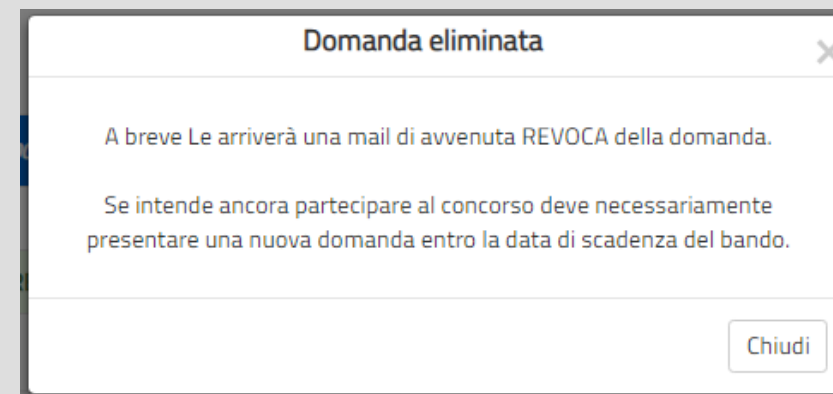 Domanda eliminata
A breve Le arriverà una mail di avvenuta REVOCA della domanda.
Se intende ancora partecipare al concorso deve necessariamente
presentare una nuova domanda entro la data di scadenza del bando.
Chiudi